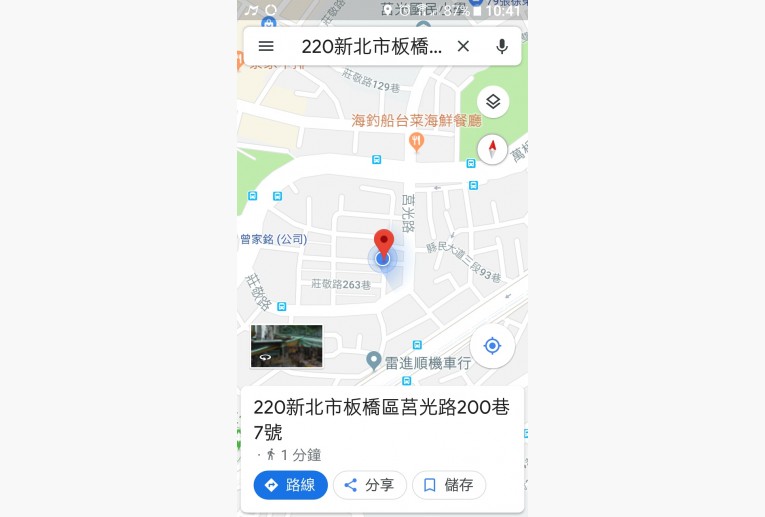 37% 10:41
220新北市板橋...
莊敬路129巷
海釣船台菜海鮮餐廳
莒光路
曾家銘 (公司)
縣民大道三段93巷
莊敬路263巷
莊敬路
雷進順機車行
220新北市板橋區莒光路200巷
7號
· 1 分鐘
路線
分享
儲存